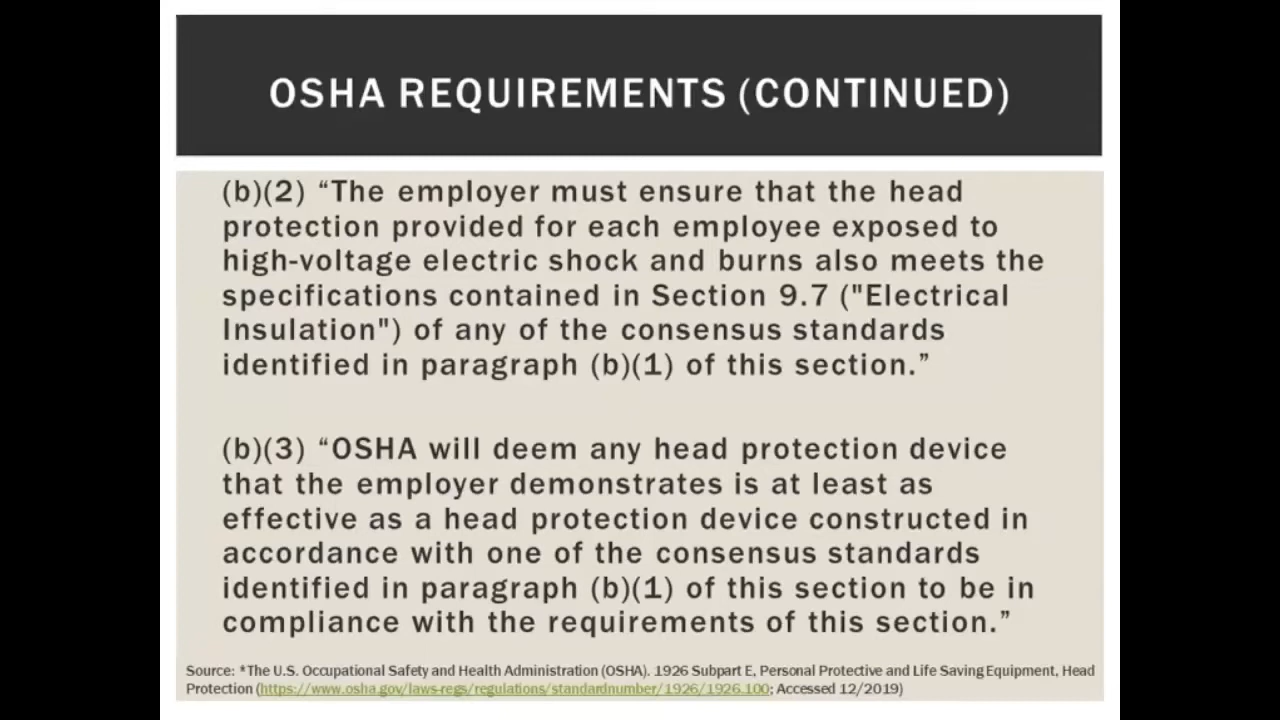 OSHA REQUIREMENTS (CONTINUED)
(b)(2) “The employer must ensure that the head
protection provided for each employee exposed to
high-voltage electric shock and burns also meets the
specifications contained in Section 9.7 ("Electrical
Insulation") of any of the consensus standards
identified in paragraph (b)(1) of this section.”
(b)(3) “OSHA will deem any head protection device
that the employer demonstrates is at least as
effective as a head protection device constructed in
accordance with one of the consensus standards
identified in paragraph (b)(1) of this section to be in
compliance with the requirements of this section.”
Source: *The U.S. Occupational Safety and Health Administration (OSHA). 1926 Subpart E, Personal Protective and Life Saving Equipment, Head
Protection (https://www.osha.gov/laws-regs/regulations/standardnumber/1926/1926.100; Accessed 12/2019)